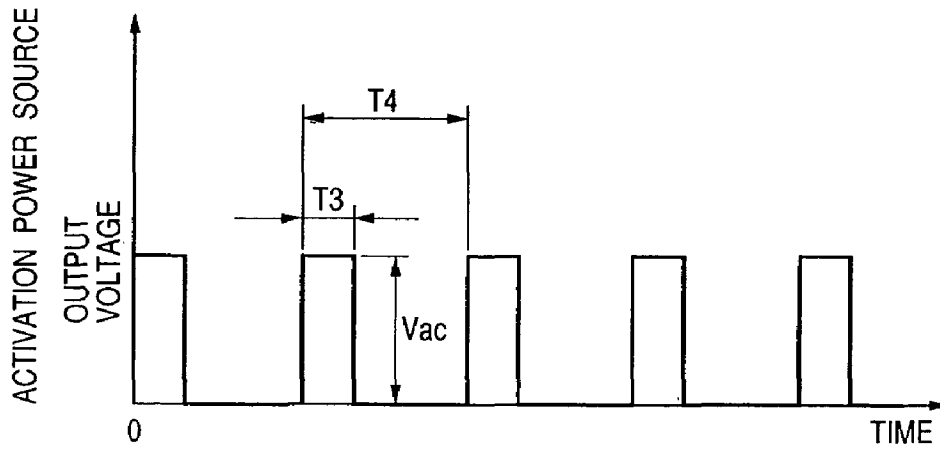 ACTIVATION POWER SOURCE
OUTPUT
VOLTAGE
T4
T3
Vac
0
TIME